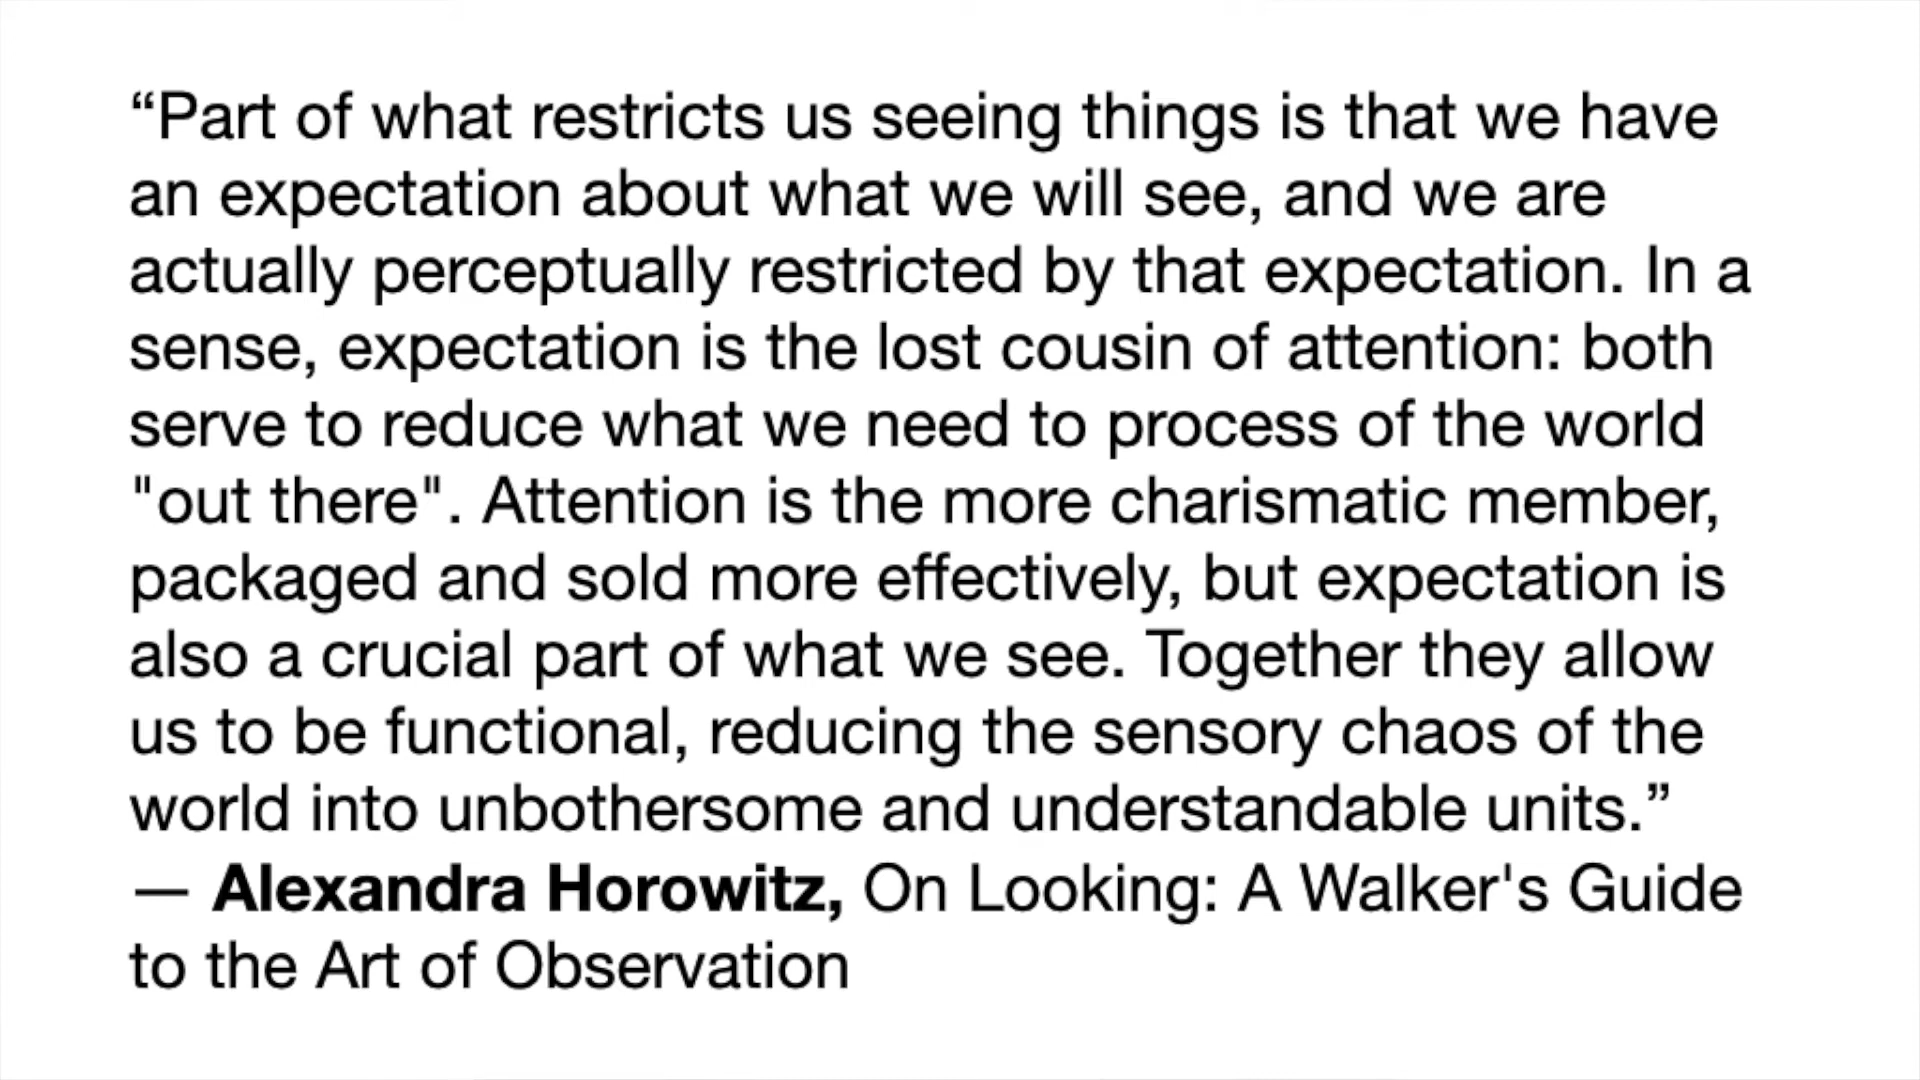 “Part of what restricts us seeing things is that we have
an expectation about what we will see, and we are
actually perceptually restricted by that expectation. In a
sense, expectation is the lost cousin of attention: both
serve to reduce what we need to process of the world
"out there". Attention is the more charismatic member,
packaged and sold more effectively, but expectation is
also a crucial part of what we see. Together they allow
us to be functional, reducing the sensory chaos of the
world into unbothersome and understandable units.”
— Alexandra Horowitz, On Looking: A Walker's Guide
to the Art of Observation